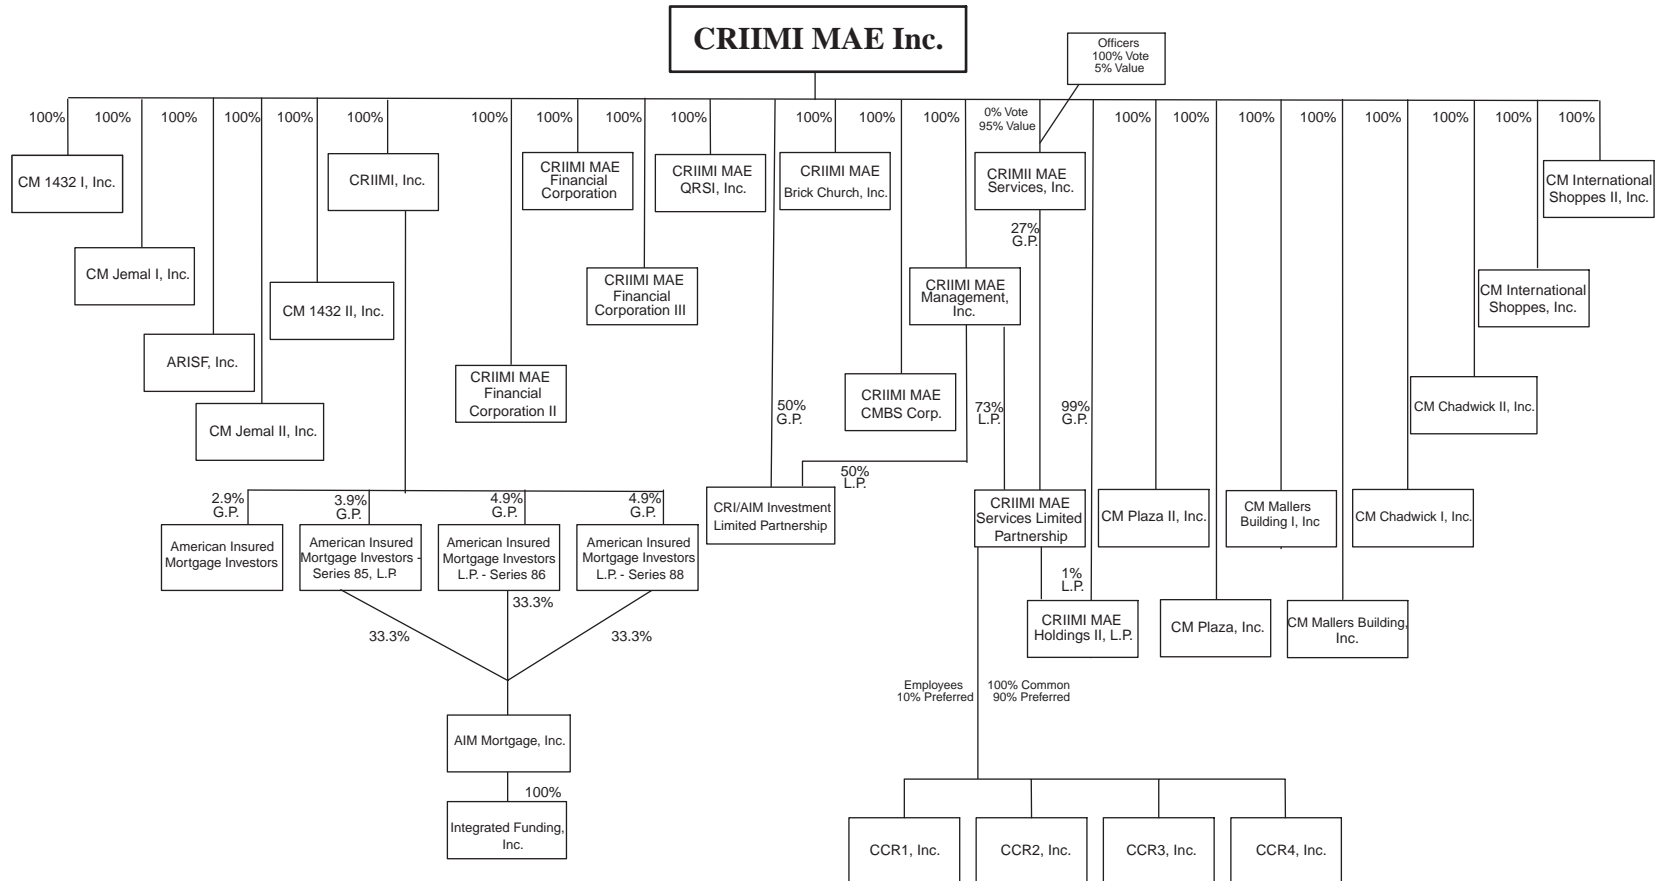 CRIIMI MAE Inc.
Officers
100% Vote
5% Value
100%
100%
100%
100%
100%
100%
100%
100%
100%
100%
100%
100%
100%
0% Vote
95% Value
100%
100%
100%
100%
100%
100%
100%
100%
CM 1432 I, Inc.
CRIIMI, Inc.
CRIIMI MAE
Financial
Corporation
CRIIMI MAE
QRSI, Inc.
CRIIMI MAE
Brick Church, Inc.
CRIMII MAE
Services, Inc.
CM International
Shoppes II, Inc.
27%
G.P.
CM Jemal I, Inc.
CM 1432 II, Inc.
CRIIMI MAE
Financial
Corporation III
CRIIMI MAE
Management,
Inc.
CM International
Shoppes, Inc.
ARISF, Inc.
CRIIMI MAE
Financial
Corporation II
CRIIMI MAE
CMBS Corp.
CM Chadwick II, Inc.
CM Jemal II, Inc.
50%
G.P.
73%
L.P.
99%
G.P.
50%
L.P.
2.9%
G.P.
3.9%
G.P.
4.9%
G.P.
4.9%
G.P.
CRI/AIM Investment
Limited Partnership
CRIIMI MAE
Services Limited
Partnership
CM Plaza II, Inc.
CM Mallers
Building I, Inc
CM Chadwick I, Inc.
American Insured
Mortgage Investors
American Insured
Mortgage Investors -
Series 85, L.P.
American Insured
Mortgage Investors
L.P. - Series 86
American Insured
Mortgage Investors
L.P. - Series 88
1%
L.P.
33.3%
33.3%
33.3%
CRIIMI MAE
Holdings II, L.P.
CM Plaza, Inc.
CM Mallers Building,
Inc.
Employees
10% Preferred
100% Common
90% Preferred
AIM Mortgage, Inc.
100%
Integrated Funding,
Inc.
CCR1, Inc.
CCR2, Inc.
CCR3, Inc.
CCR4, Inc.